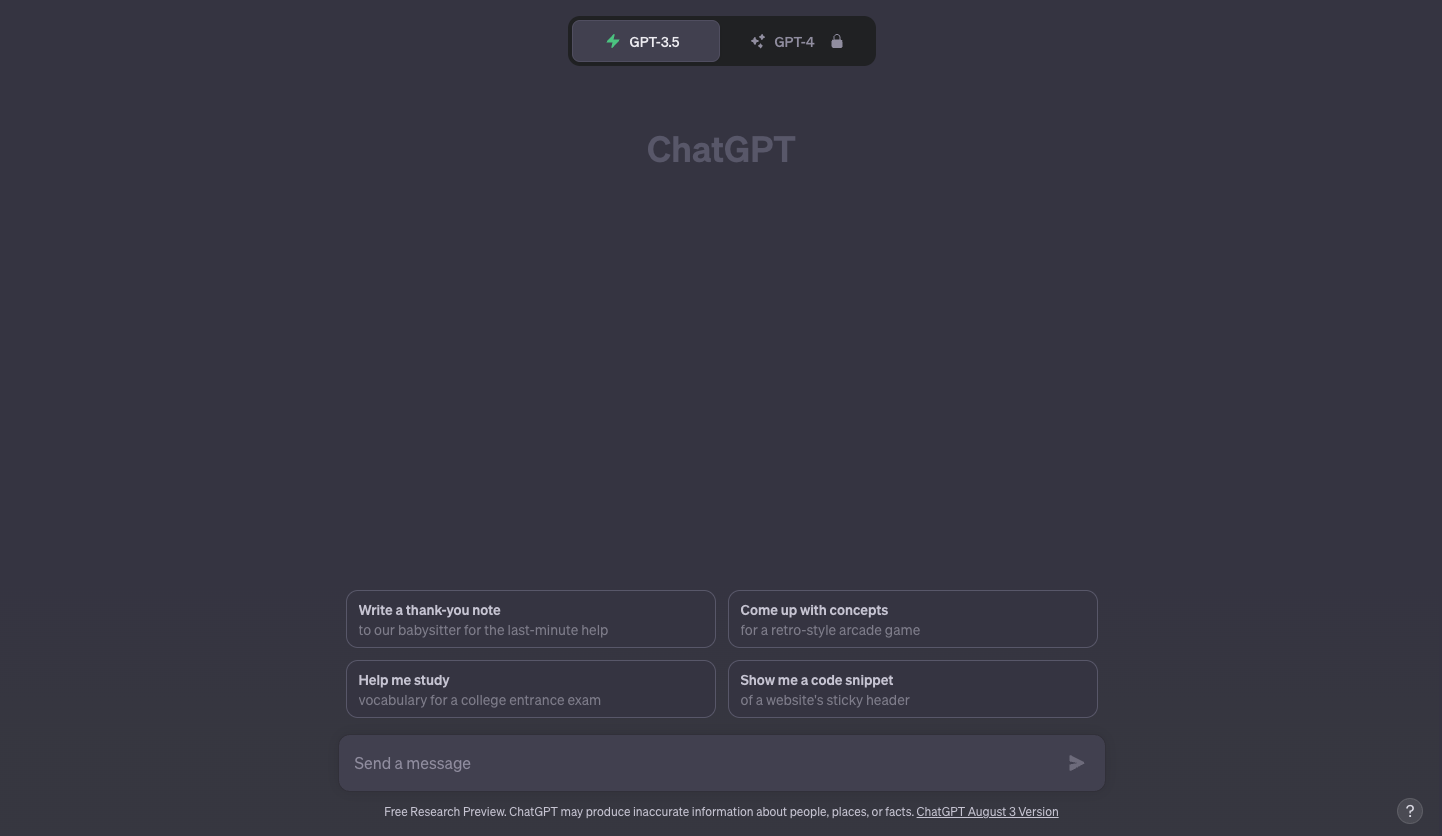 GPT-3.5
GPT-4
ChatGPT
Write a thank-you note
to our babysitter for the last-minute help
Come up with concepts
for a retro-style arcade game
Help me study
vocabulary for a college entrance exam
Show me a code snippet
of a website's sticky header
Send a message
Free Research Preview. ChatGPT may produce inaccurate information about people, places, or facts. ChatGPT August 3 Version
?